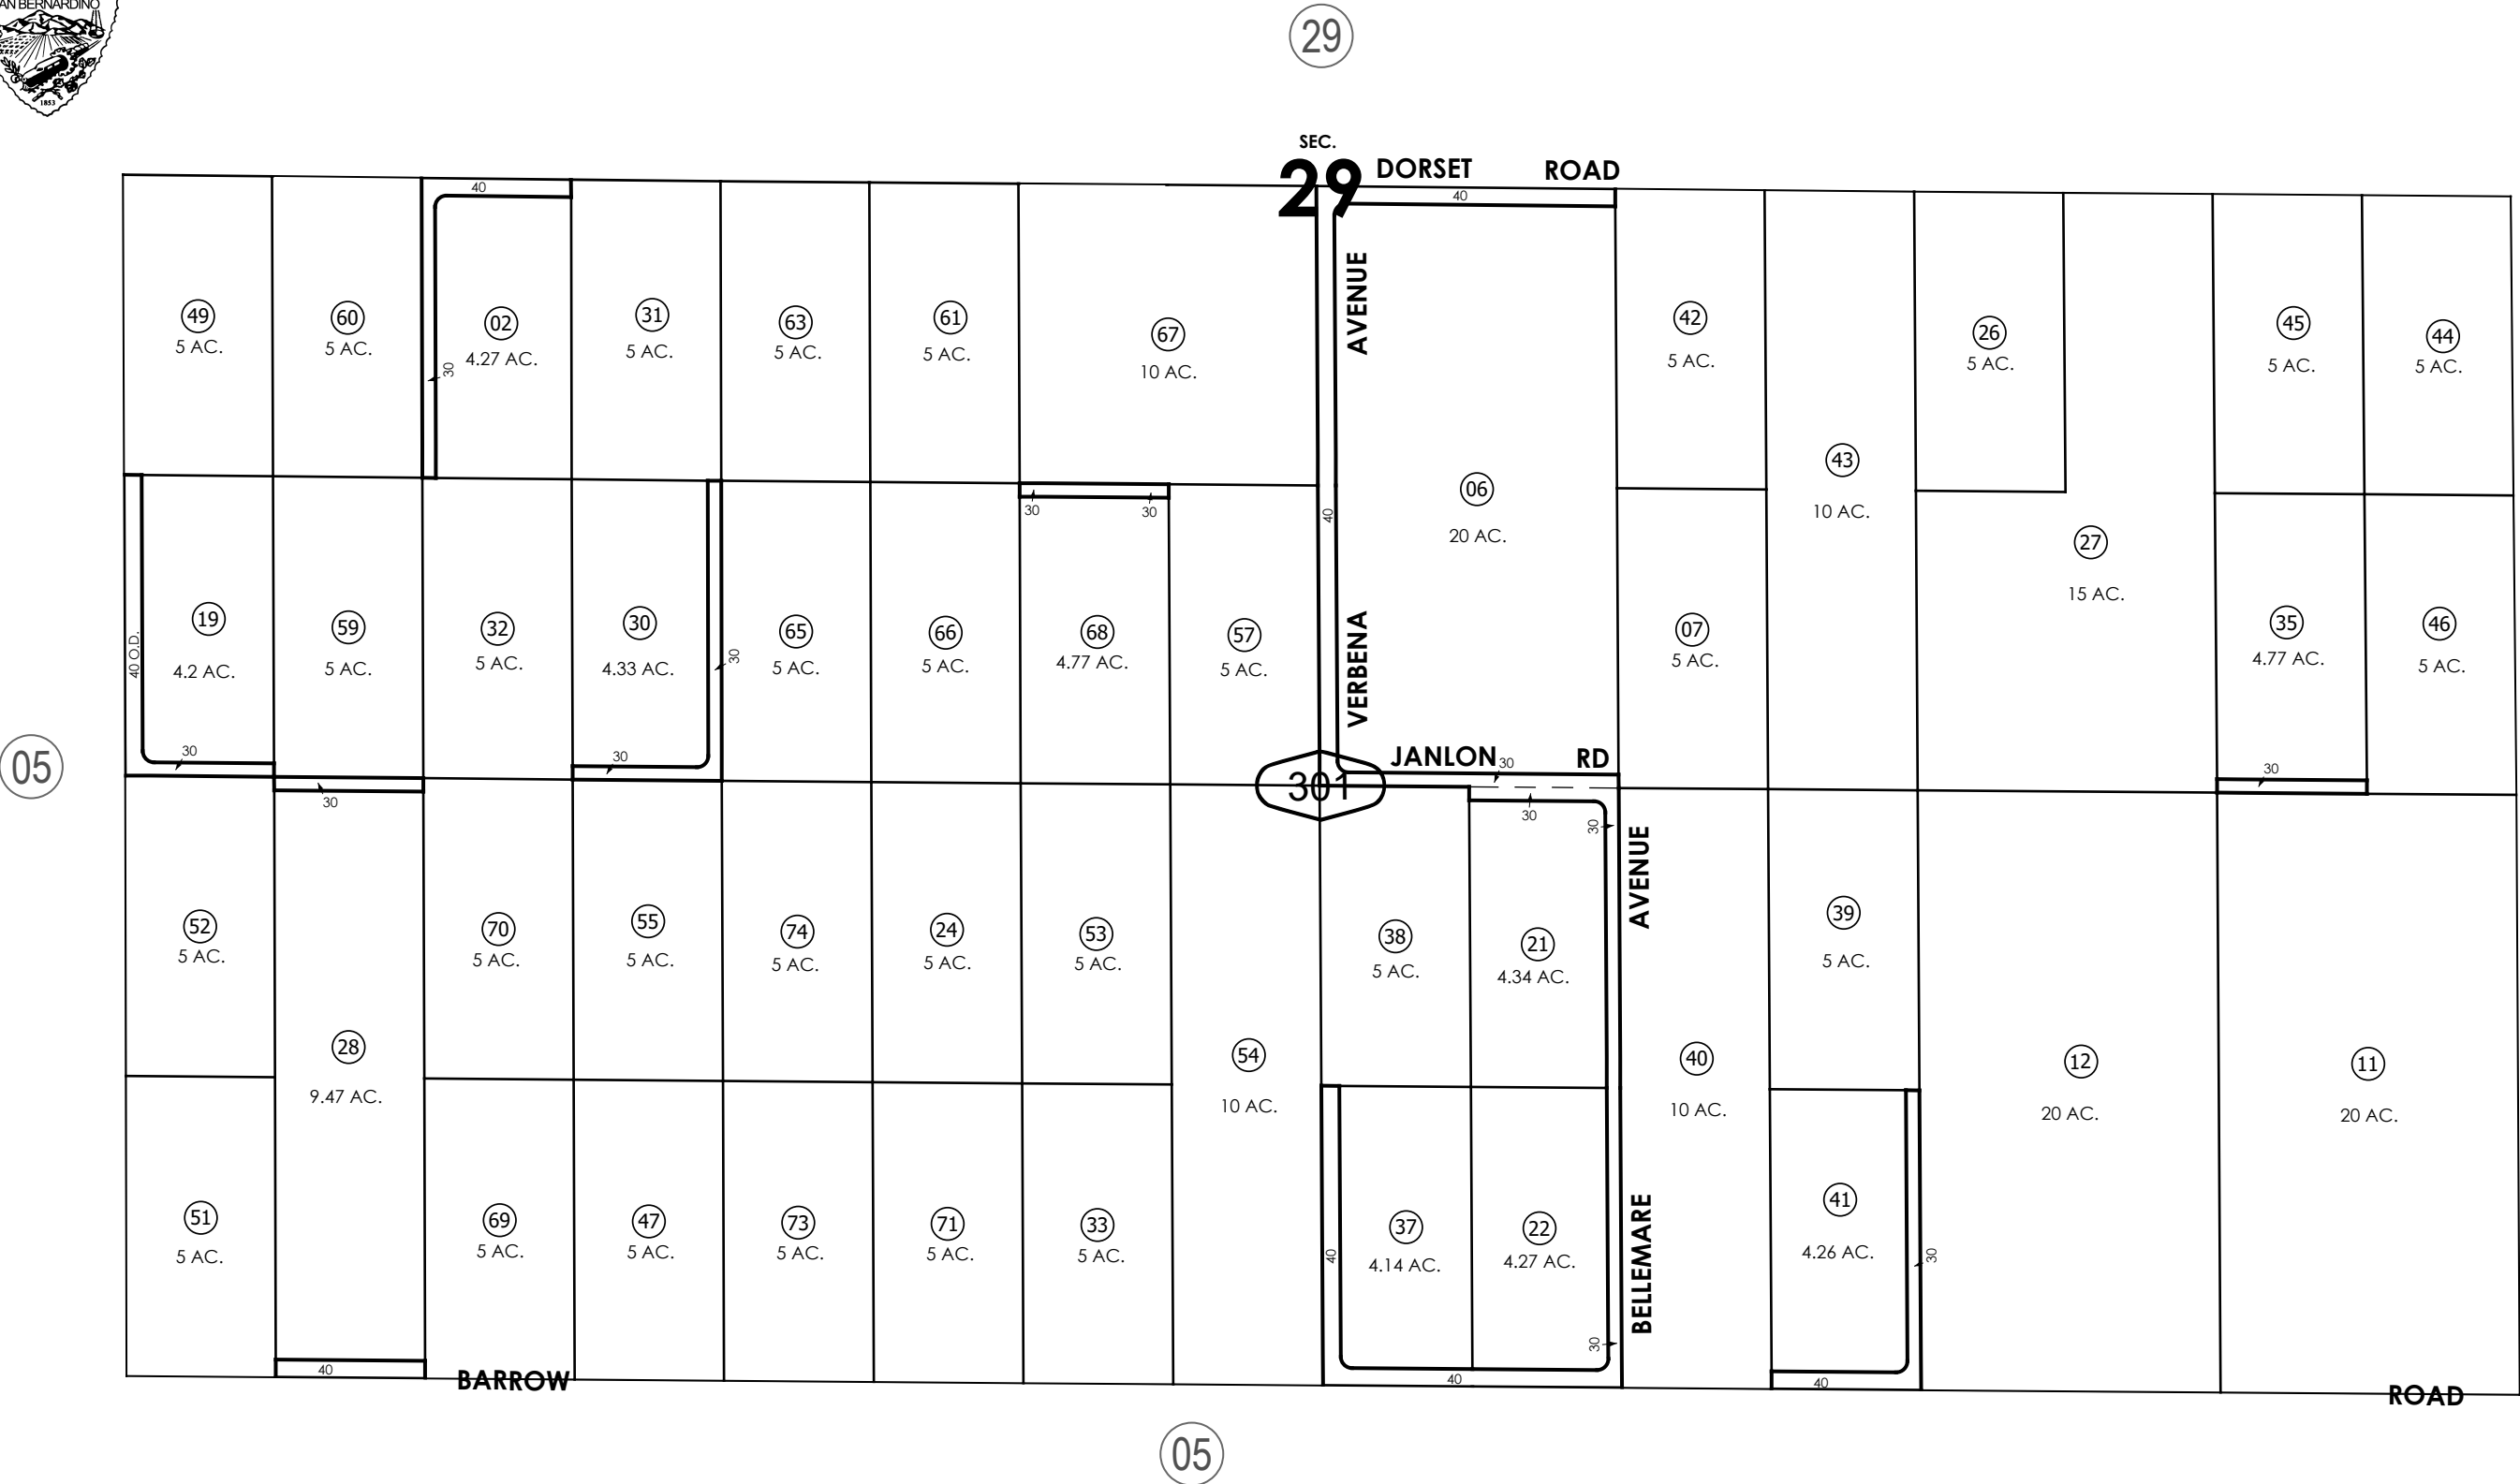 SAN BERNARDINO
1853
29
SEC.
29
DORSET ROAD
40
40
49
5 AC.
60
5 AC.
30
02
4.27 AC.
31
5 AC.
63
5 AC.
61
5 AC.
67
10 AC.
AVENUE
42
5 AC.
26
5 AC.
45
5 AC.
44
5 AC.
43
10 AC.
06
20 AC.
40
30
30
27
15 AC.
40 O.D.
19
4.2 AC.
59
5 AC.
32
5 AC.
30
4.33 AC.
30
65
5 AC.
66
5 AC.
68
4.77 AC.
57
5 AC.
VERBENA
07
5 AC.
35
4.77 AC.
46
5 AC.
05
30
30
30
301
JANLON RD
30
30
30
30
AVENUE
52
5 AC.
70
5 AC.
55
5 AC.
74
5 AC.
24
5 AC.
53
5 AC.
38
5 AC.
21
4.34 AC.
39
5 AC.
28
9.47 AC.
54
10 AC.
40
10 AC.
12
20 AC.
11
20 AC.
51
5 AC.
69
5 AC.
47
5 AC.
73
5 AC.
71
5 AC.
33
5 AC.
40
37
4.14 AC.
22
4.27 AC.
30
BELLEMARE
41
4.26 AC.
30
40
BARROW ROAD
40
40
05